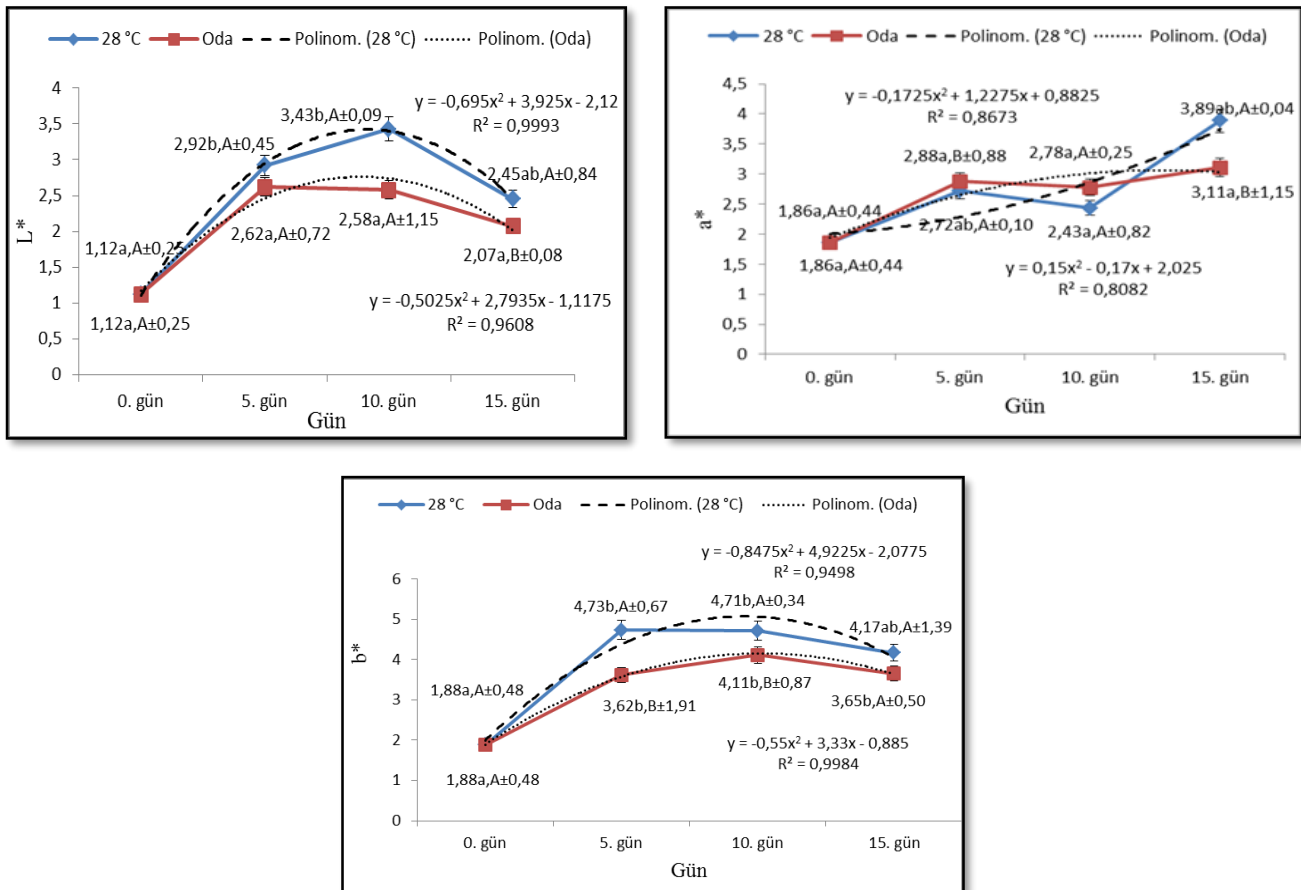 28 °C Oda Polinom. (28 °C) Polinom. (Oda)
L*
4
3,5
3
2,5
2
1,5
1
0,5
0
3,43b,A±0,09
y = -0,695x² + 3,925x - 2,12
R² = 0,9993
2,92b,A±0,45
2,45ab,A±0,84
2,62a,A±0,72
2,58a,A±1,15
2,07a,B±0,08
1,12a,A±0,25
1,12a,A±0,25
y = -0,5025x² + 2,7935x - 1,1175
R² = 0,9608
0. gün 5. gün 10. gün 15. gün
Gün
28 °C Oda Polinom. (28 °C) Polinom. (Oda)
a*
4,5
4
3,5
3
2,5
2
1,5
1
0,5
0
y = -0,1725x² + 1,2275x + 0,8825
R² = 0,8673
3,89ab,A±0,04
2,88a,B±0,88
2,78a,A±0,25
1,86a,A±0,44
2,72ab,A±0,10
2,43a,A±0,82
3,11a,B±1,15
1,86a,A±0,44
y = 0,15x² - 0,17x + 2,025
R² = 0,8082
0. gün 5. gün 10. gün 15. gün
Gün
28 °C Oda Polinom. (28 °C) Polinom. (Oda)
b*
6
5
4
3
2
1
0
y = -0,8475x² + 4,9225x - 2,0775
R² = 0,9498
4,73b,A±0,67
4,71b,A±0,34
4,17ab,A±1,39
1,88a,A±0,48
3,62b,B±1,91
4,11b,B±0,87
3,65b,A±0,50
1,88a,A±0,48
y = -0,55x² + 3,33x - 0,885
R² = 0,9984
0. gün 5. gün 10. gün 15. gün
Gün